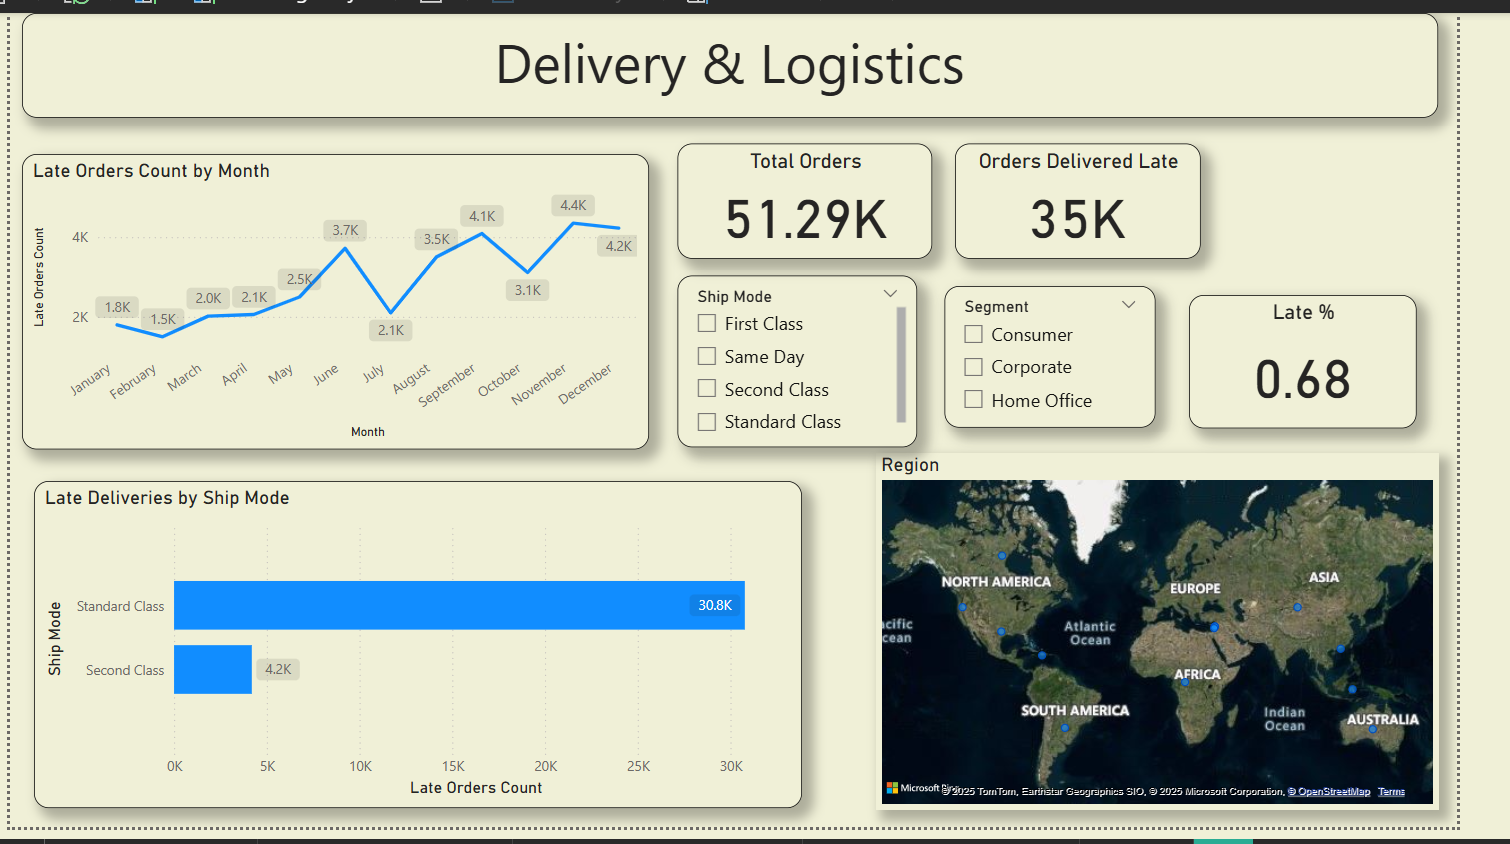 Delivery & Logistics
Late Orders Count by Month
Late Orders Count
4K
2K
1.8K
1.5K
2.0K
2.1K
2.5K
3.7K
2.1K
3.5K
4.1K
3.1K
4.4K
4.2K
January
February
March
April
May
June
July
August
September
October
November
December
Month
Total Orders
51.29K
Orders Delivered Late
35K
Ship Mode
First Class
Same Day
Second Class
Standard Class
Segment
Consumer
Corporate
Home Office
Late %
0.68
Late Deliveries by Ship Mode
Ship Mode
Standard Class
30.8K
Second Class
4.2K
0K
5K
10K
15K
20K
25K
30K
Late Orders Count
Region
NORTH AMERICA
EUROPE
ASIA
Atlantic
Ocean
AFRICA
SOUTH AMERICA
Indian
Ocean
AUSTRALIA
Microsoft
© 2025 TomTom, Earthstar Geographics SIO, © 2025 Microsoft Corporation, © OpenStreetMap Terms